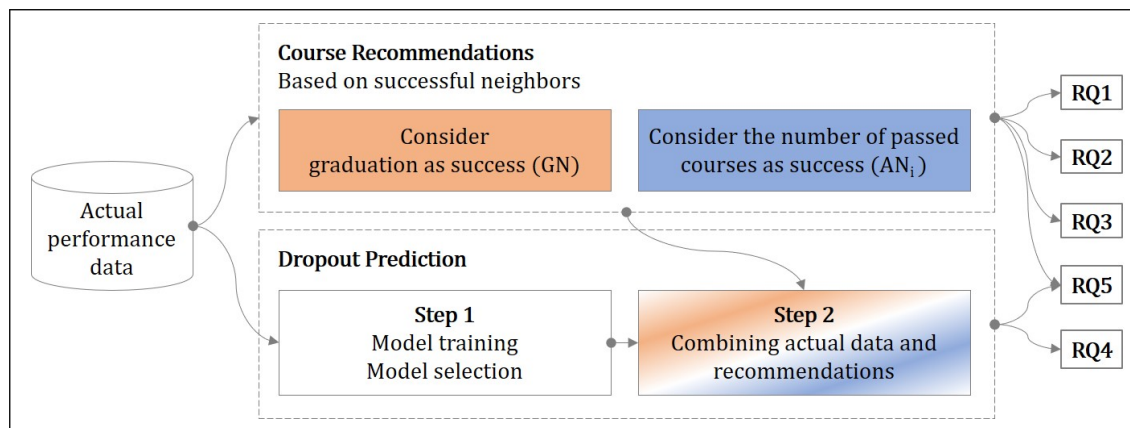 Course Recommendations
Based on successful neighbors
Consider
graduation as success (GN)
Consider the number of passed
courses as success (ANi)
Actual
performance
data
Dropout Prediction
Step 1
Model training
Model selection
Step 2
Combining actual data and
recommendations
RQ1
RQ2
RQ3
RQ5
RQ4